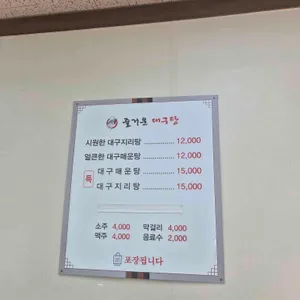 즐거운 대구탕
시원한 대구지리탕 ............ 12,000
얼큰한 대구매운탕 ............ 12,000
특 대구매운탕 ............ 15,000
대구지리탕 ............ 15,000
소주 4,000 막걸리 4,000
맥주 4,000 음료수 2,000
포장됩니다